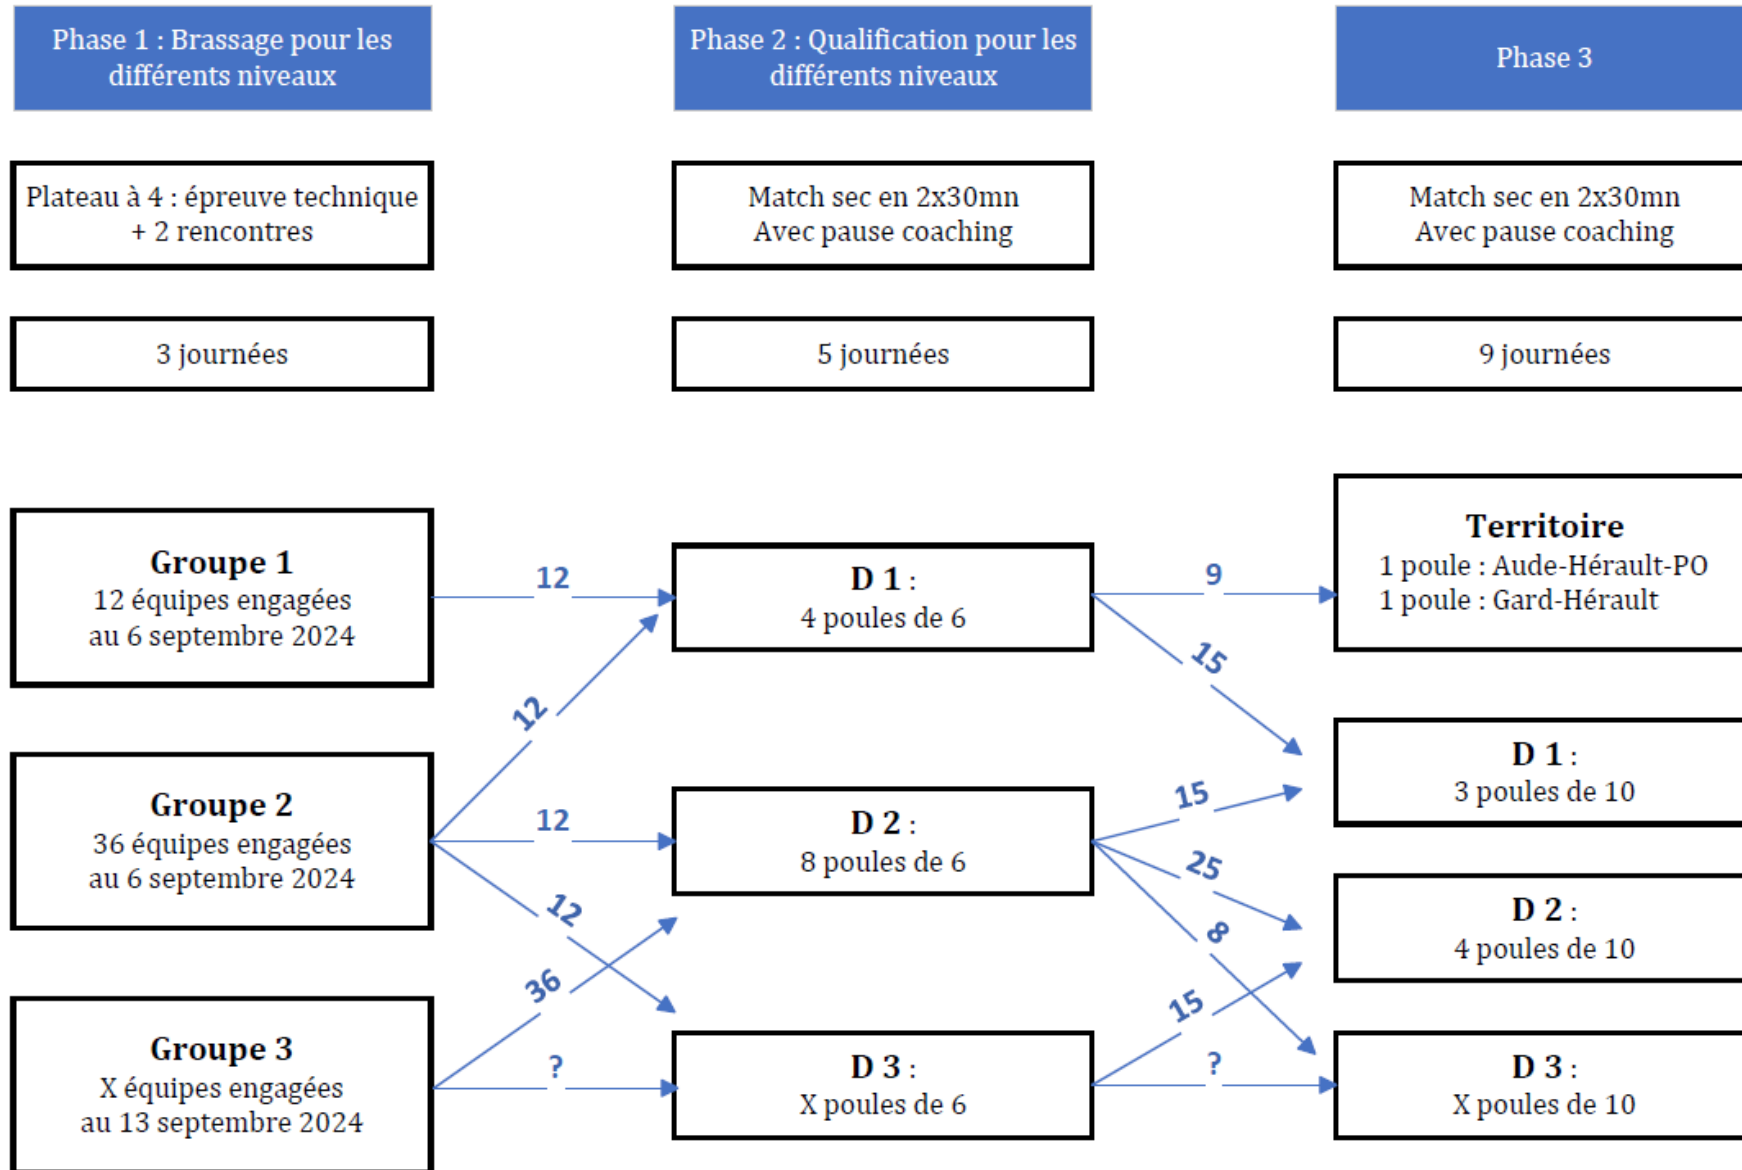 Phase 1 : Brassage pour les
différents niveaux
Phase 2 : Qualification pour les
différents niveaux
Phase 3
Plateau à 4 : épreuve technique
+ 2 rencontres
Match sec en 2x30mn
Avec pause coaching
Match sec en 2x30mn
Avec pause coaching
3 journées
5 journées
9 journées
Groupe 1
12 équipes engagées
au 6 septembre 2024
12
D 1 :
4 poules de 6
9
Territoire
1 poule : Aude-Hérault-PO
1 poule : Gard-Hérault
12
15
D 1 :
3 poules de 10
Groupe 2
36 équipes engagées
au 6 septembre 2024
12
D 2 :
8 poules de 6
15
25
12
8
D 2 :
4 poules de 10
36
15
Groupe 3
X équipes engagées
au 13 septembre 2024
?
D 3 :
X poules de 6
?
D 3 :
X poules de 10